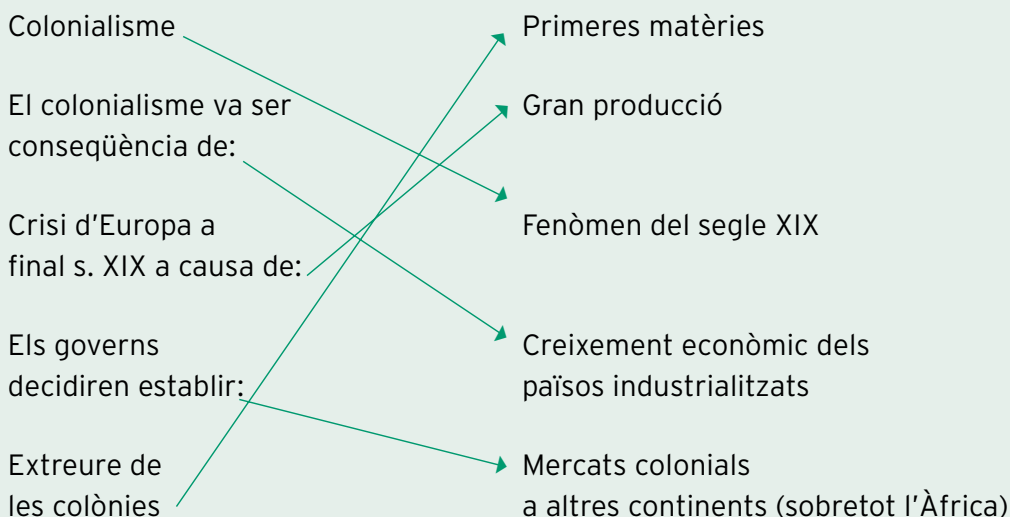 Colonialisme
El colonialisme va ser
conseqüència de:
Crisi d'Europa a
final s. XIX a causa de:
Els governs
decidiren establir:
Extreure de
les colònies
Primeres matèries
Gran producció
Fenòmen del segle XIX
Creixement econòmic dels
països industrialitzats
Mercats colonials
a altres continents (sobretot l'Àfrica)